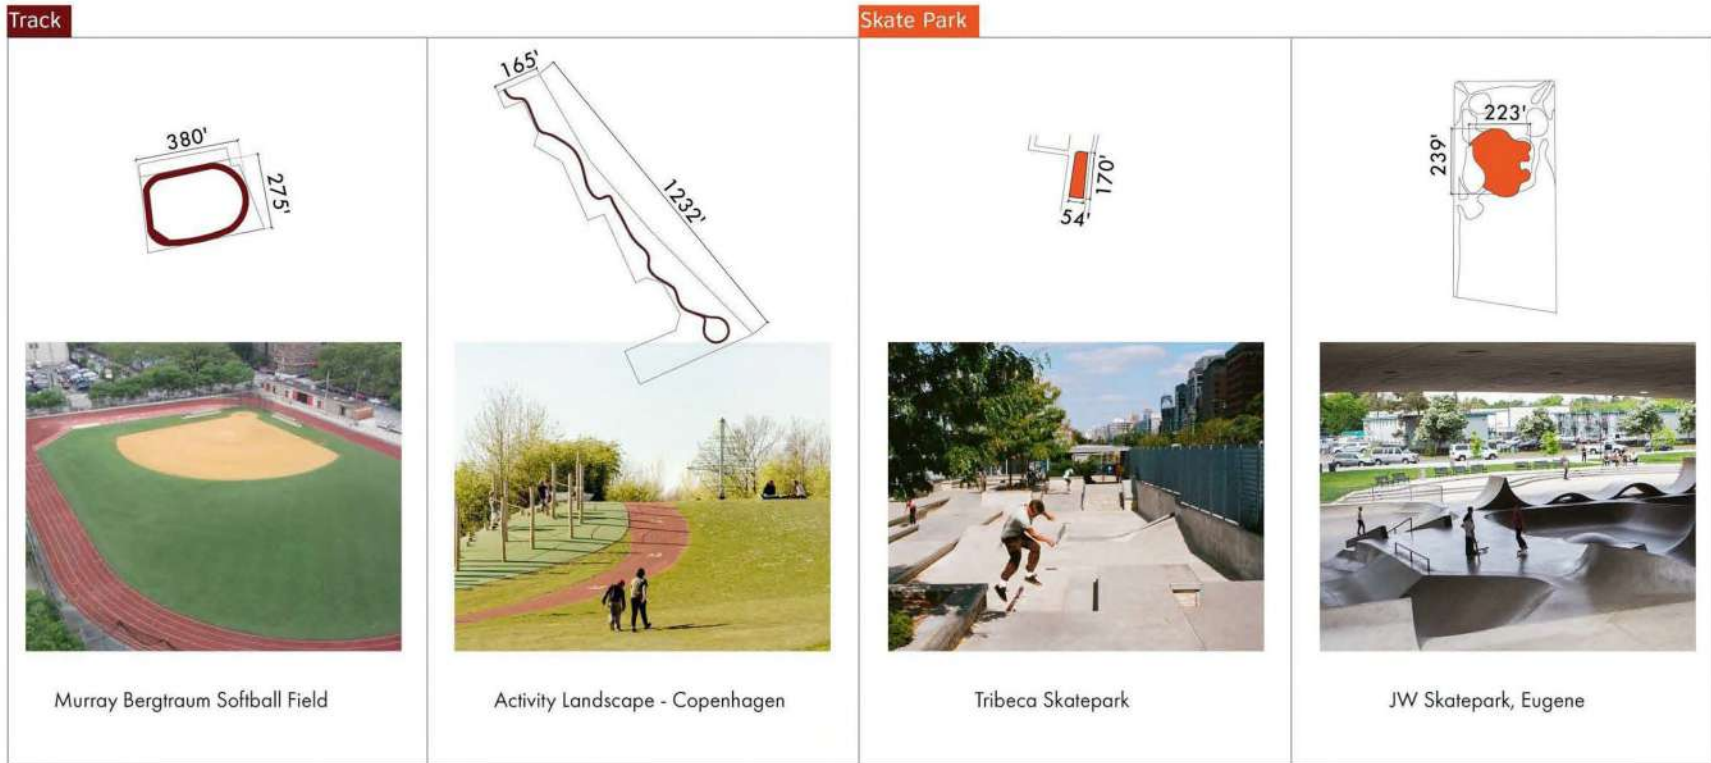 Track
Skate Park
380'
275'
165'
1232'
170'
54'
223'
239'
Murray Bergtraum Softball Field
Activity Landscape - Copenhagen
Tribeca Skatepark
JW Skatepark, Eugene